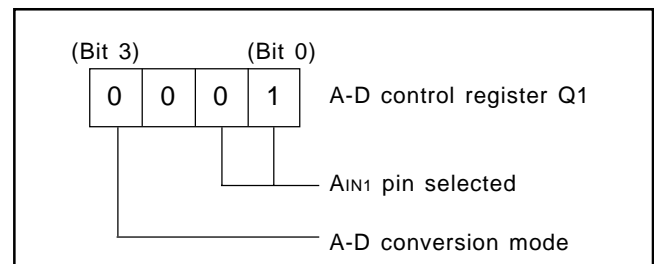 (Bit 3) (Bit 0)
0 0 0 1 A-D control register Q1
AIN1 pin selected
A-D conversion mode